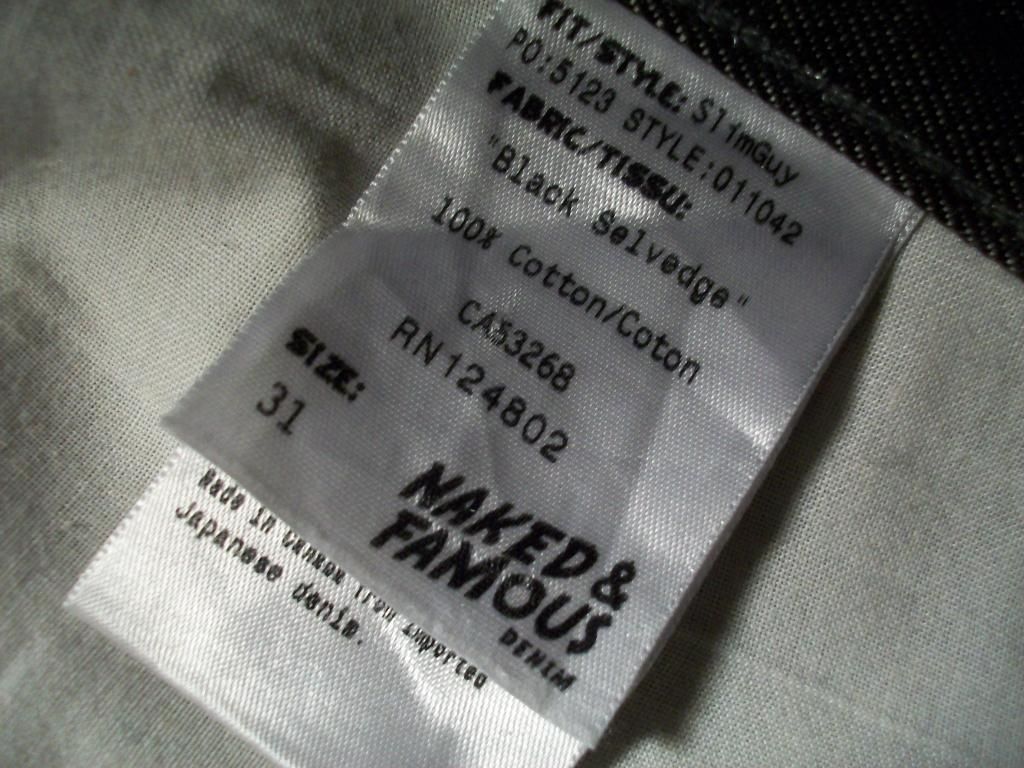 FIT/STYLE: SlimGuy
PO:5123 STYLE:011042
FABRIC/TISSU:
"Black Selvedge"
100% Cotton/Coton
CA53268
RN124802
SIZE:
31
NAKED &
FAMOUS
DENIM
Made in Canada from imported
Japanese denim.